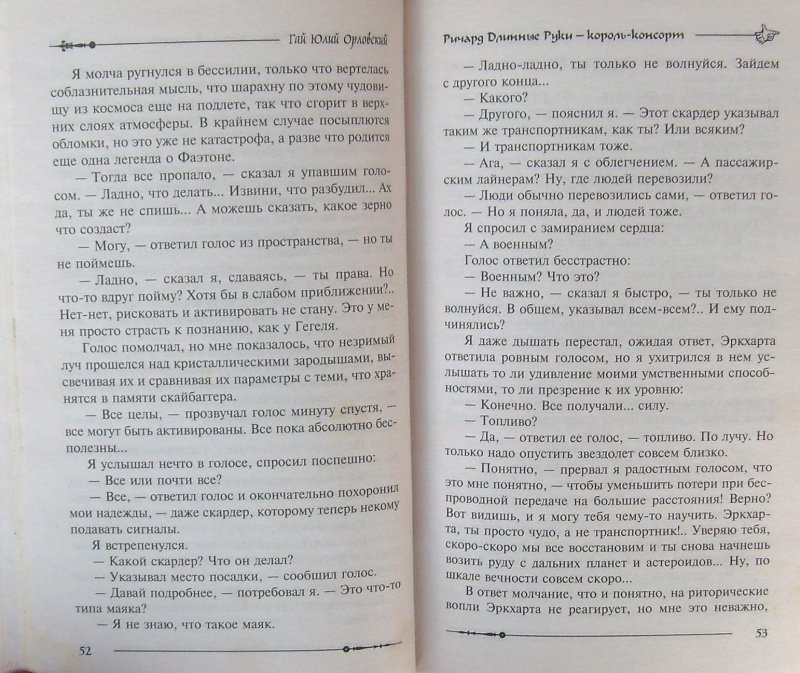 Гай Юлий Орловский
Я молча ругнулся в бессилии, только что вертелась
соблазнительная мысль, что шарахну по этому чудови-
щу из космоса еще на подлете, так что сгорит в верх-
них слоях атмосферы. В крайнем случае посыплются
обломки, но это уже не катастрофа, а разве что родится
еще одна легенда о Фаэтоне.
— Тогда все пропало, — сказал я упавшим голо-
сом. — Ладно, что делать... Извини, что разбудил... Ах
да, ты же не спишь... А можешь сказать, какое зерно
что создаст?
— Могу, — ответил голос из пространства, — но ты
не поймешь.
— Ладно, — сказал я, сдаваясь, — ты права. Но
что-то вдруг пойму? Хотя бы в слабом приближении?..
Нет-нет, рисковать и активировать не стану. Это у ме-
ня просто страсть к познанию, как у Гегеля.
Голос помолчал, но мне показалось, что незримый
луч прошелся над кристаллическими зародышами, вы-
свечивая их и сравнивая их параметры с теми, что хра-
нятся в памяти скайбаггера.
— Все целы, — прозвучал голос минуту спустя, —
все могут быть активированы. Все пока абсолютно бес-
полезны...
Я услышал нечто в голосе, спросил поспешно:
— Все или почти все?
— Все, — ответил голос и окончательно похоронил
мои надежды, — даже скардер, которому теперь некому
подавать сигналы.
Я встрепенулся.
— Какой скардер? Что он делал?
— Указывал место посадки, — сообщил голос.
— Давай подробнее, — потребовал я. — Это что-то
типа маяка?
— Я не знаю, что такое маяк.
52
Ричард Длинные Руки — король-консорт
— Ладно-ладно, ты только не волнуйся. Зайдем
с другого конца...
— Какого?
— Другого, — пояснил я. — Этот скардер указывал
таким же транспортникам, как ты? Или всяким?
— И транспортникам тоже.
— Ага, — сказал я с облегчением. — А пассажир-
ским лайнерам? Ну, где людей перевозили?
— Люди обычно перевозились сами, — ответил го-
лос. — Но я поняла, да, и людей тоже.
Я спросил с замиранием сердца:
— А военным?
Голос ответил бесстрастно:
— Военным? Что это?
— Не важно, — сказал я быстро, — ты только не
волнуйся. В общем, указывал всем-всем?.. И ему под-
чинялись?
Я даже дышать перестал, ожидая ответ, Эркхарта
ответила ровным голосом, но я ухитрился в нем ус-
лышать то ли удивление моими умственными способ-
ностями, то ли презрение к их уровню:
— Конечно. Все получали... силу.
— Топливо?
— Да, — ответил ее голос, — топливо. По лучу. Но
только надо опустить звездолет совсем близко.
— Понятно, — прервал я радостным голосом, что
это мне понятно, — чтобы уменьшить потери при бес-
проводной передаче на большие расстояния! Верно?
Вот видишь, и я могу тебя чему-то научить. Эркхар-
та, ты просто чудо, а не транспортник!.. Уверяю тебя,
скоро-скоро мы все восстановим и ты снова начнешь
возить руду с дальних планет и астероидов... Ну, по
шкале вечности совсем скоро...
В ответ молчание, что и понятно, на риторические
вопли Эркхарта не реагирует, но мне это неважно,
53